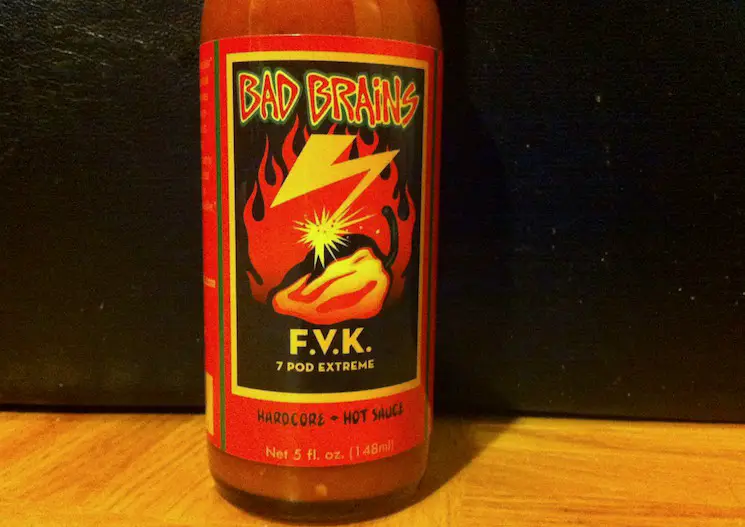 BAD BRAiNS
F.V.K.
7 POD EXTREME
HARDCORE - HOT SAUCE
Net 5 fl. oz. (148ml)